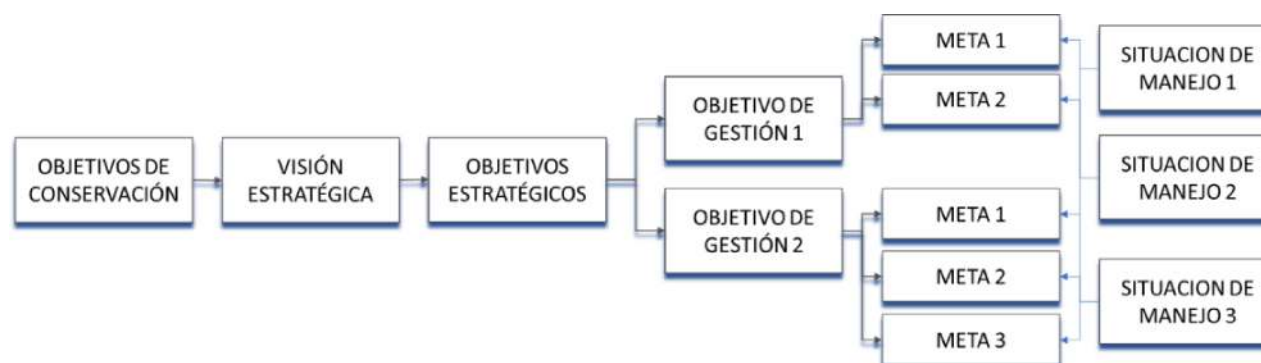 OBJETIVOS DE
CONSERVACIÓN
VISIÓN
ESTRATÉGICA
OBJETIVOS
ESTRATÉGICOS
OBJETIVO DE
GESTIÓN 1
OBJETIVO DE
GESTIÓN 2
META 1
META 2
META 1
META 2
META 3
SITUACION DE
MANEJO 1
SITUACION DE
MANEJO 2
SITUACION DE
MANEJO 3